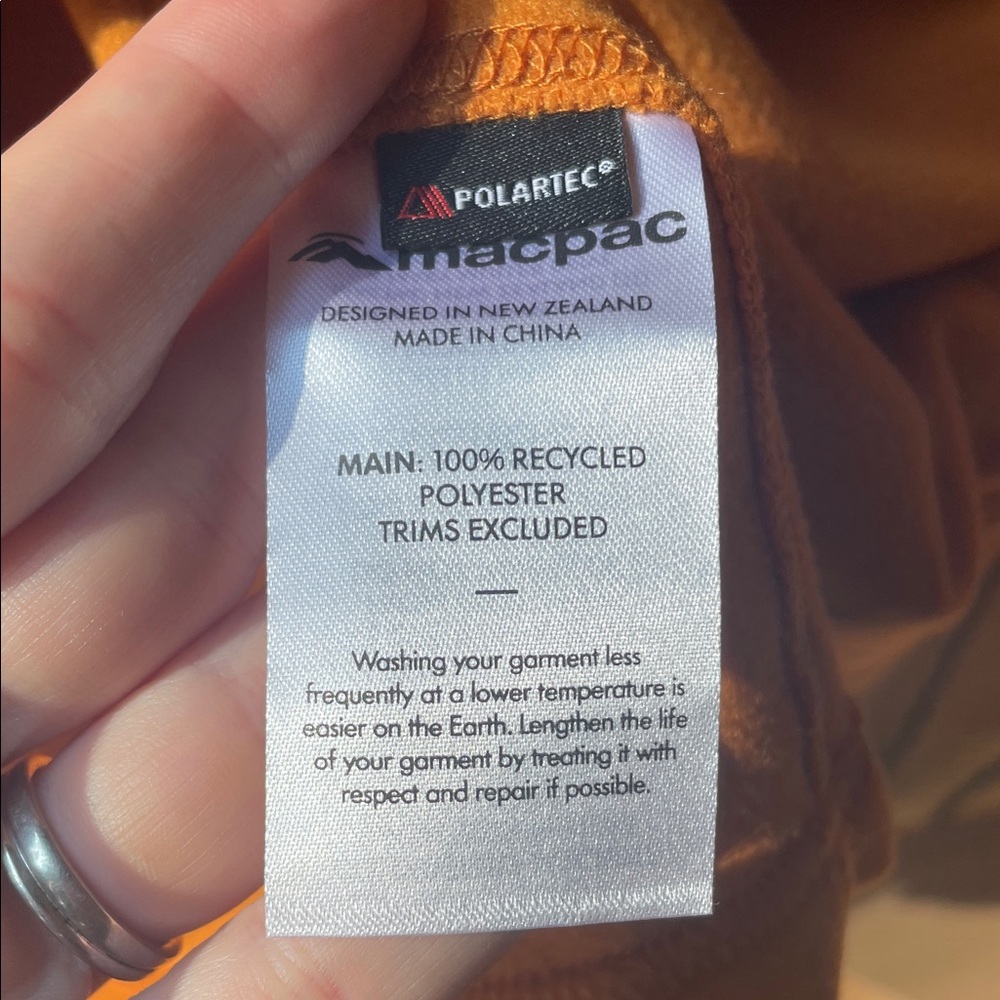 POLARTEC®
macpac
DESIGNED IN NEW ZEALAND
MADE IN CHINA
MAIN: 100% RECYCLED
POLYESTER
TRIMS EXCLUDED
Washing your garment less
frequently at a lower temperature is
easier on the Earth. Lengthen the life
of your garment by treating it with
respect and repair if possible.